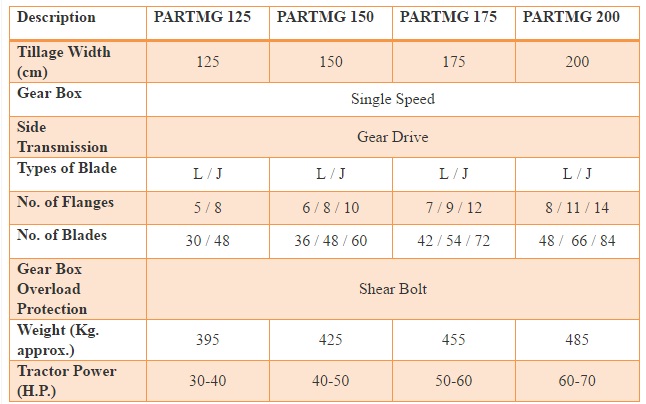 Description PARTMG 125 PARTMG 150 PARTMG 175 PARTMG 200
Tillage Width
(cm) 125 150 175 200
Gear Box Single Speed
Side
Transmission Gear Drive
Types of Blade L / J L / J L / J L / J
No. of Flanges 5 / 8 6 / 8 / 10 7 / 9 / 12 8 / 11 / 14
No. of Blades 30 / 48 36 / 48 / 60 42 / 54 / 72 48 / 66 / 84
Gear Box
Overload
Protection Shear Bolt
Weight (Kg.
approx.) 395 425 455 485
Tractor Power
(H.P.) 30-40 40-50 50-60 60-70